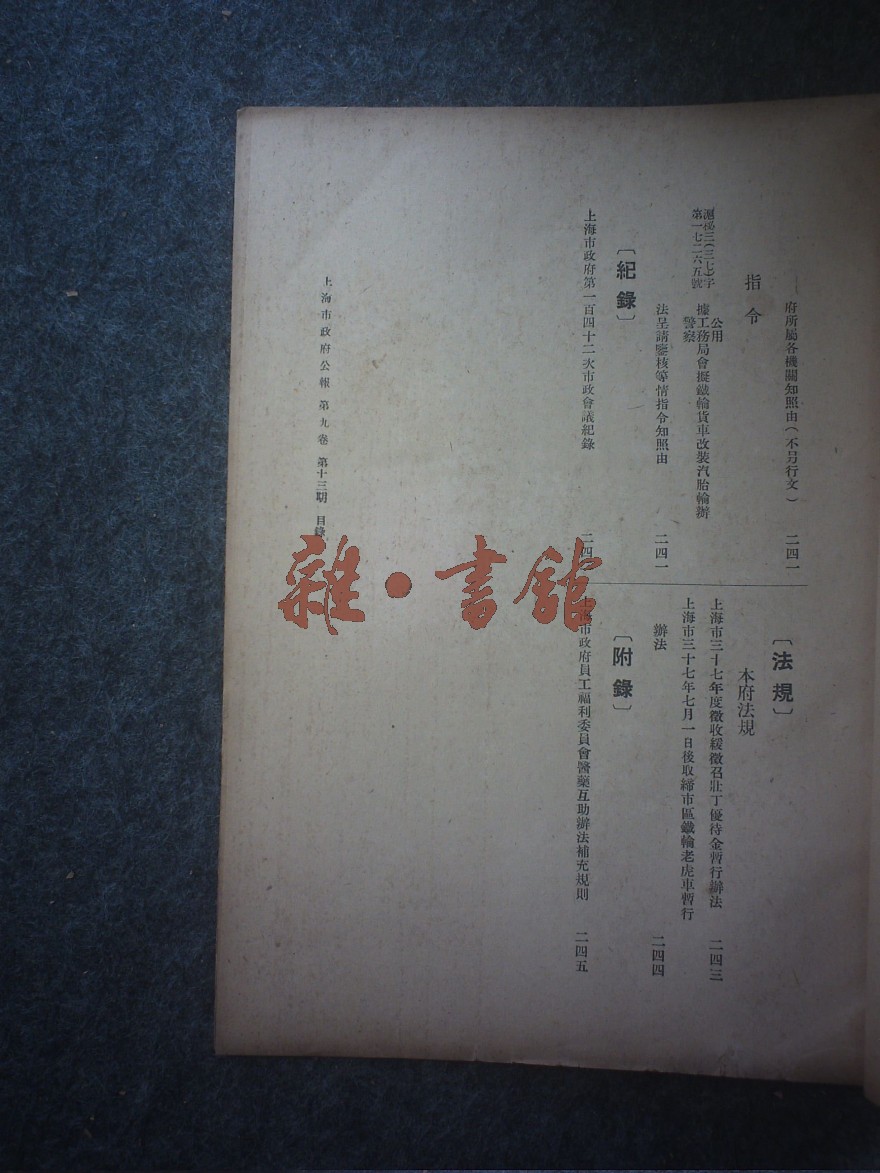 府所屬各機關知照由(不另行文) 二四一
指令
滬秘三(三七)字
第一七二六五號
公用
據工務局會擬鐵輪貨車改裝汽胎輪辦
警察
法呈請鑒核等情指令知照由 二四一
〔紀錄〕
上海市政府第一百四十二次市政會議紀錄 二四
〔法規〕
本府法規
上海市三十七年度徵收緩徵召壯丁優待金暫行辦法 二四三
上海市三十七年七月一日後取締市區鐵輪老虎車暫行
辦法 二四四
〔附錄〕
上海市政府員工福利委員會醫藥互助辦法補充規則 二四五
上海市政府公報 第九卷 第十三期 目錄
雜·書館